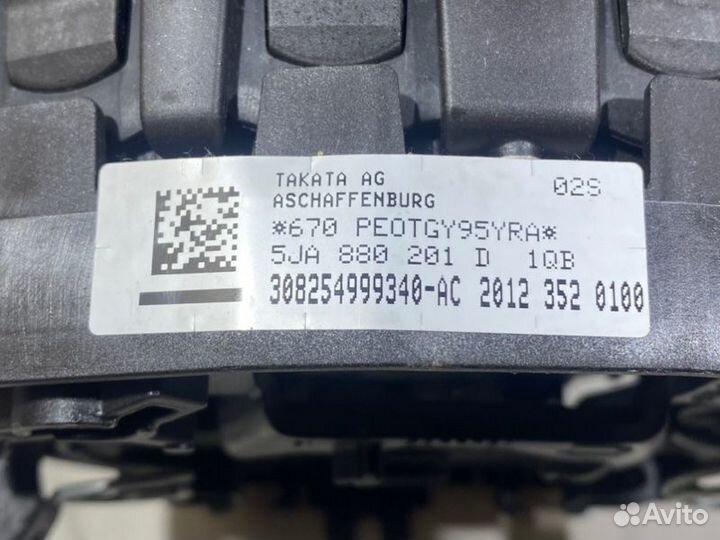 TAKATA AG
ASCHAFFENBURG
02S
*670 PEOTGY95YRA*
5JA 880 201 D 1QB
308254999340-AC 2012 352 0100
Avito